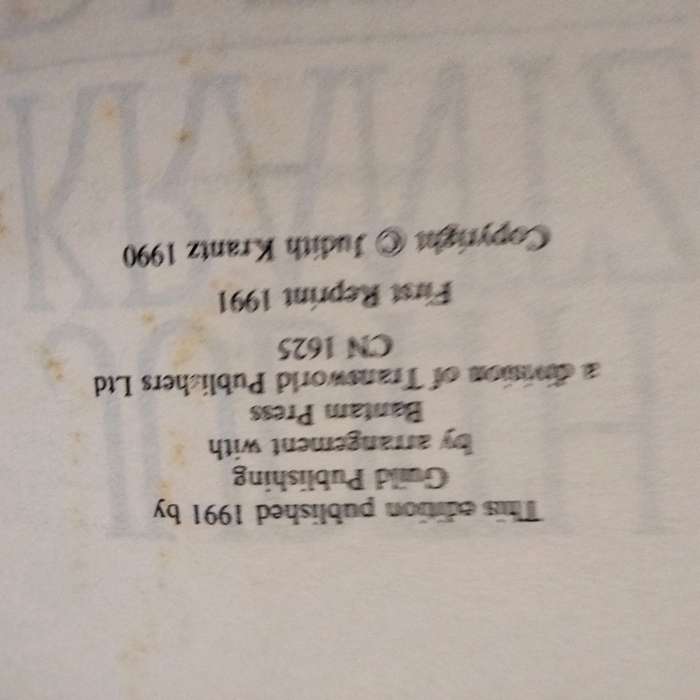 This edition published 1991 by
Guild Publishing
by arrangement with
Bantam Press
a division of Transworld Publishers Ltd
CN 1625
First Reprint 1991
Copyright © Judith Krantz 1990